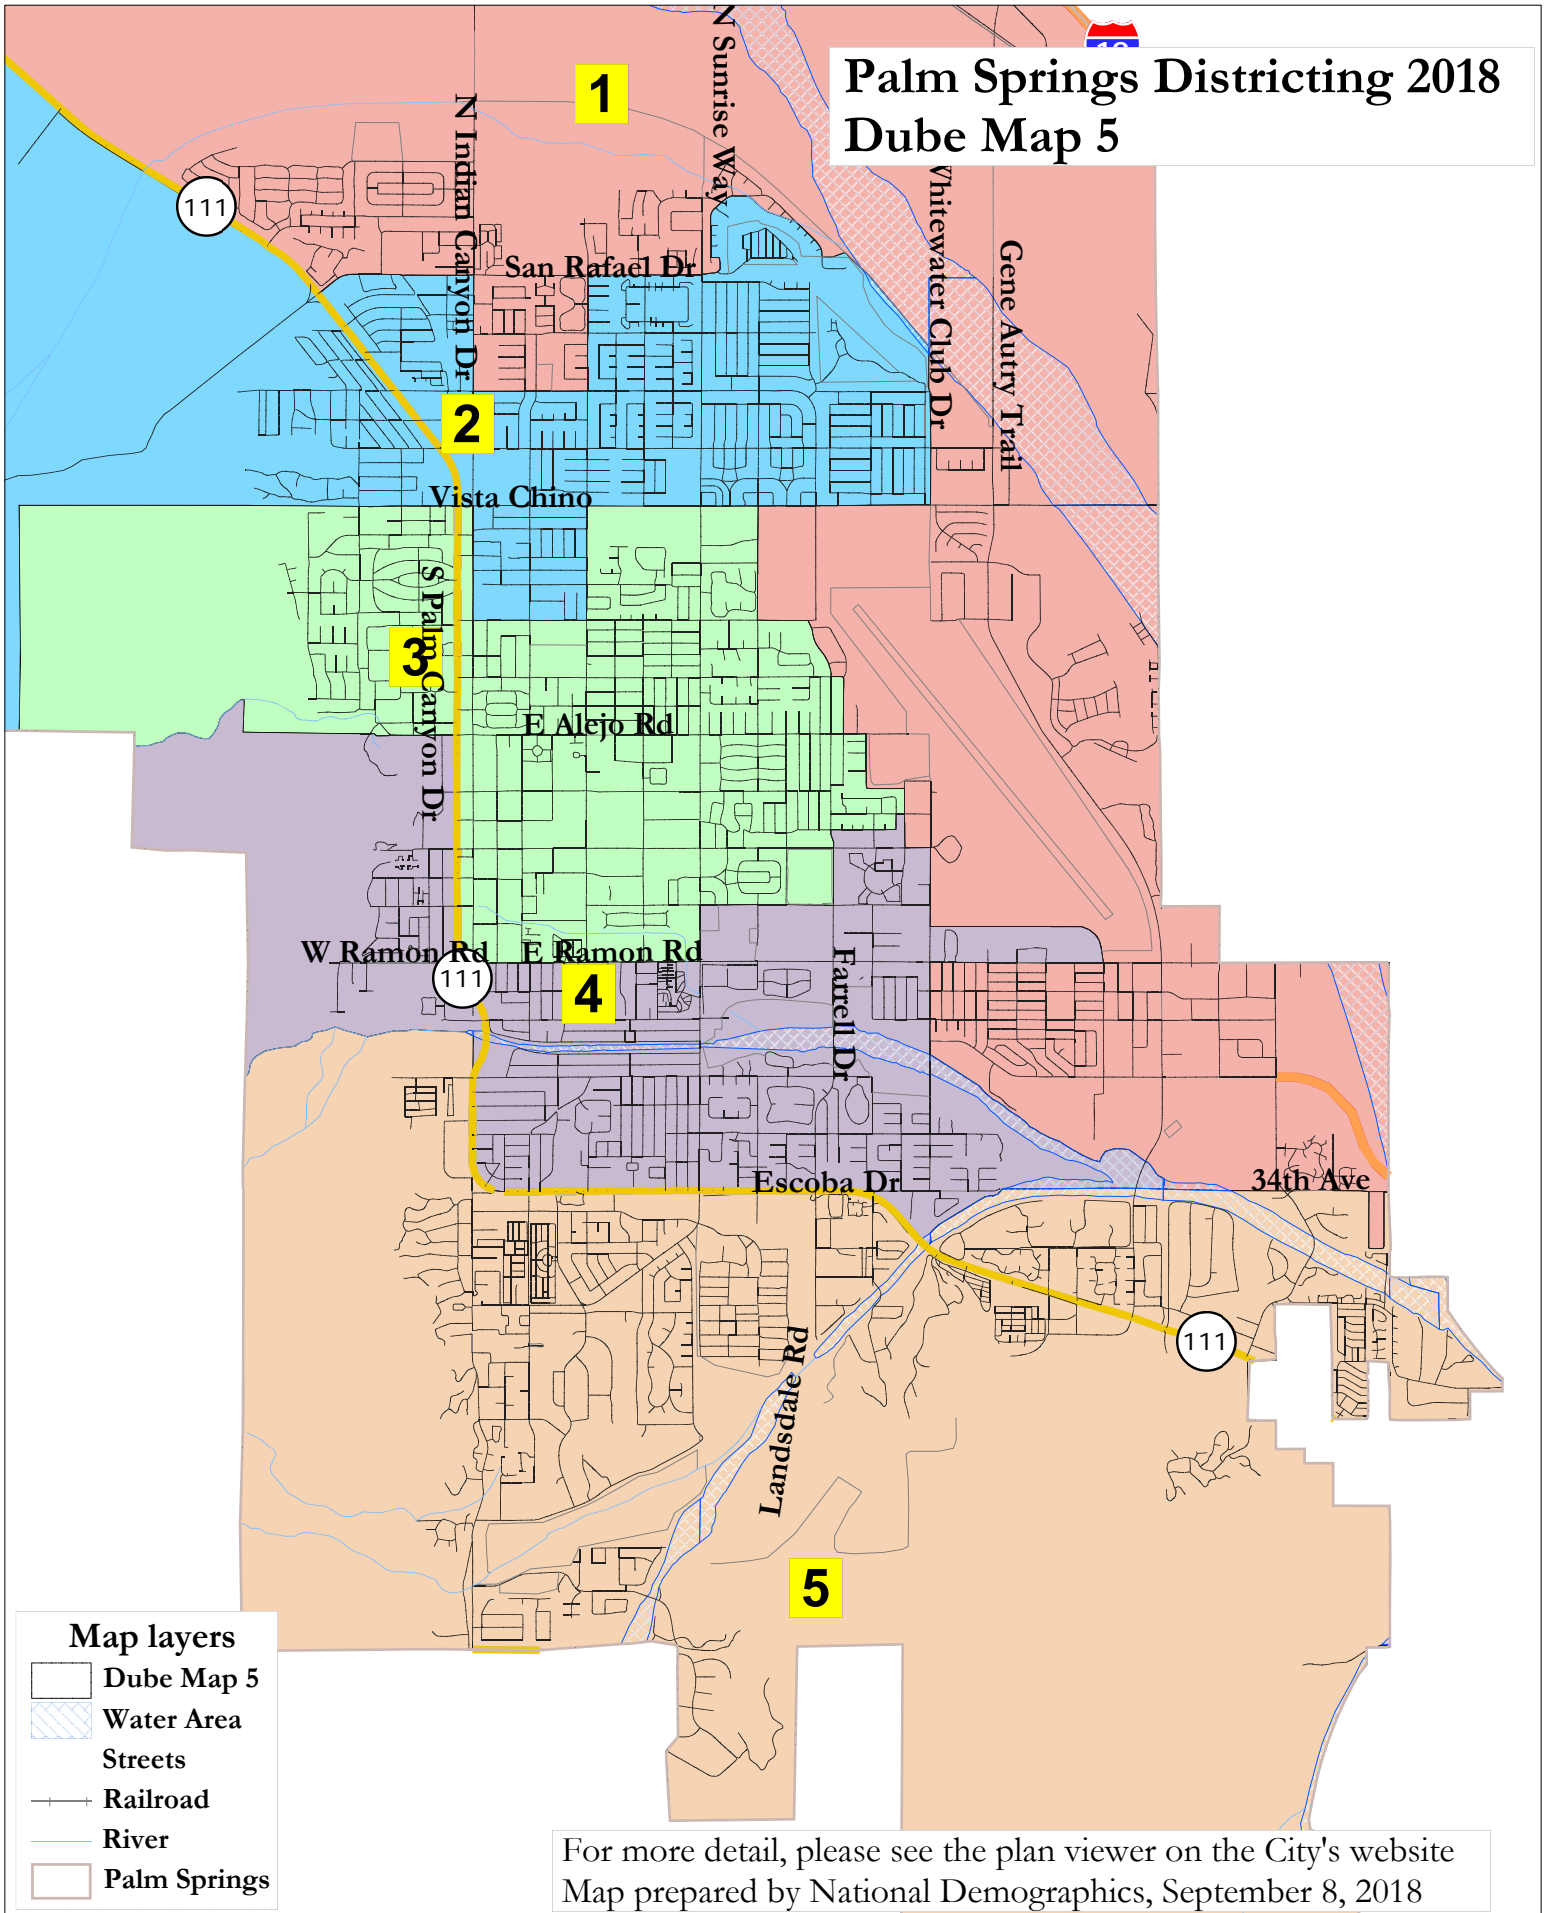 Palm Springs Districting 2018
Dube Map 5
1
N Sunrise Way
N Indian Canyon Dr
111
San Rafael Dr
Whitewater Club Dr
Gene Autry Trail
2
Vista Chino
S Palm Canyon Dr
3
E Alejo Rd
W Ramon Rd
E Ramon Rd
111
4
Farrell Dr
Escoba Dr
34th Ave
111
Landsdale Rd
5
Map layers
Dube Map 5
Water Area
Streets
Railroad
River
Palm Springs
For more detail, please see the plan viewer on the City's website
Map prepared by National Demographics, September 8, 2018